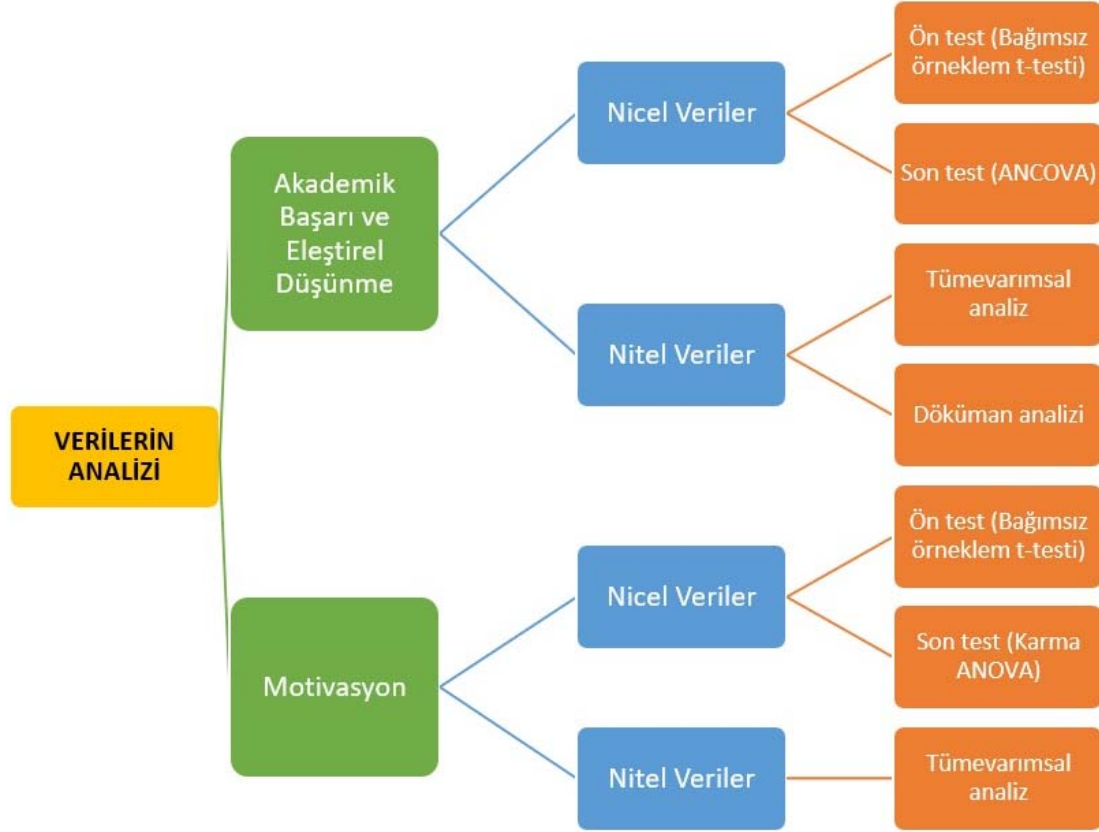 VERİLERİN
ANALİZİ
Akademik
Başarı ve
Eleştirel
Düşünme
Nicel Veriler
Ön test (Bağımsız
örneklem t-testi)
Son test (ANCOVA)
Nitel Veriler
Tümevarımsal
analiz
Döküman analizi
Motivasyon
Nicel Veriler
Ön test (Bağımsız
örneklem t-testi)
Son test (Karma
ANOVA)
Nitel Veriler
Tümevarımsal
analiz